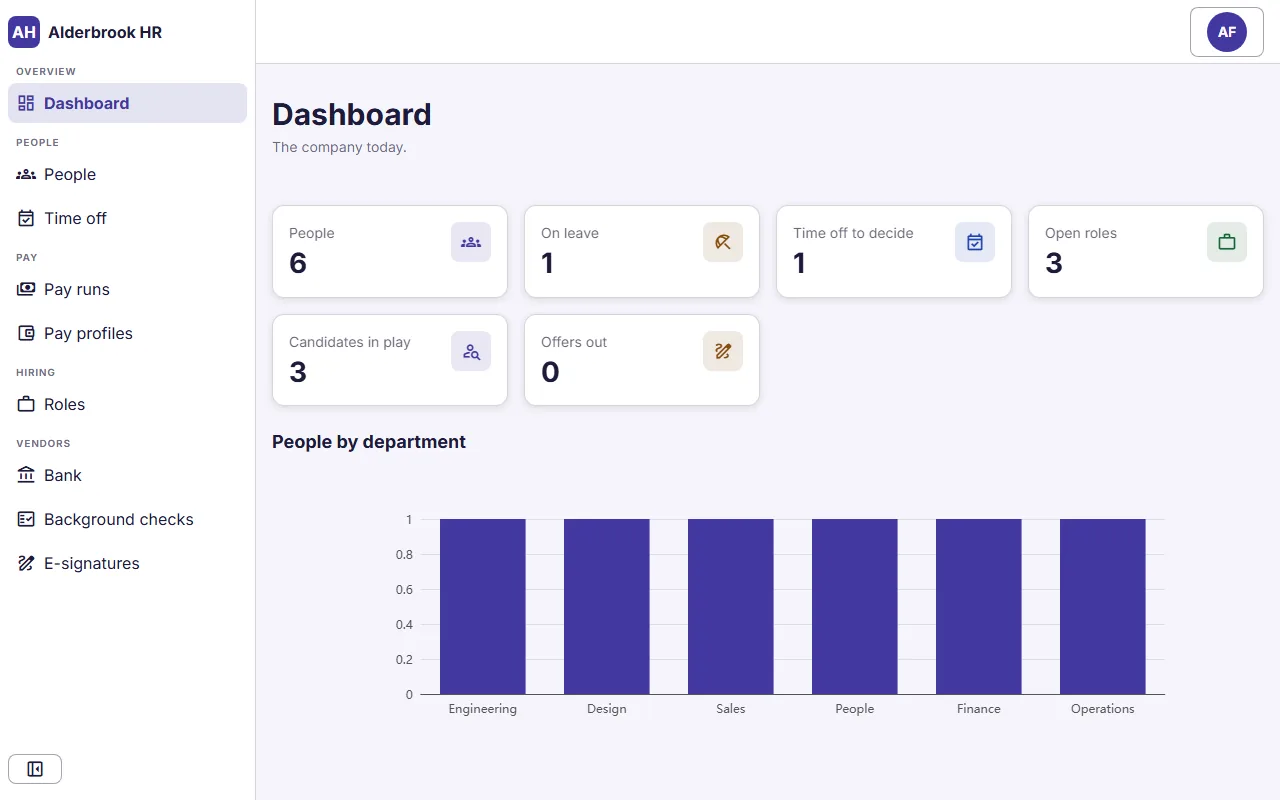 AH Alderbrook HR
AF
OVERVIEW
Dashboard
PEOPLE
People
Time off
PAY
Pay runs
Pay profiles
HIRING
Roles
VENDORS
Bank
Background checks
E-signatures
Dashboard
The company today.
People
6
On leave
1
Time off to decide
1
Open roles
3
Candidates in play
3
Offers out
0
People by department
1
0.8
0.6
0.4
0.2
0
Engineering Design Sales People Finance Operations